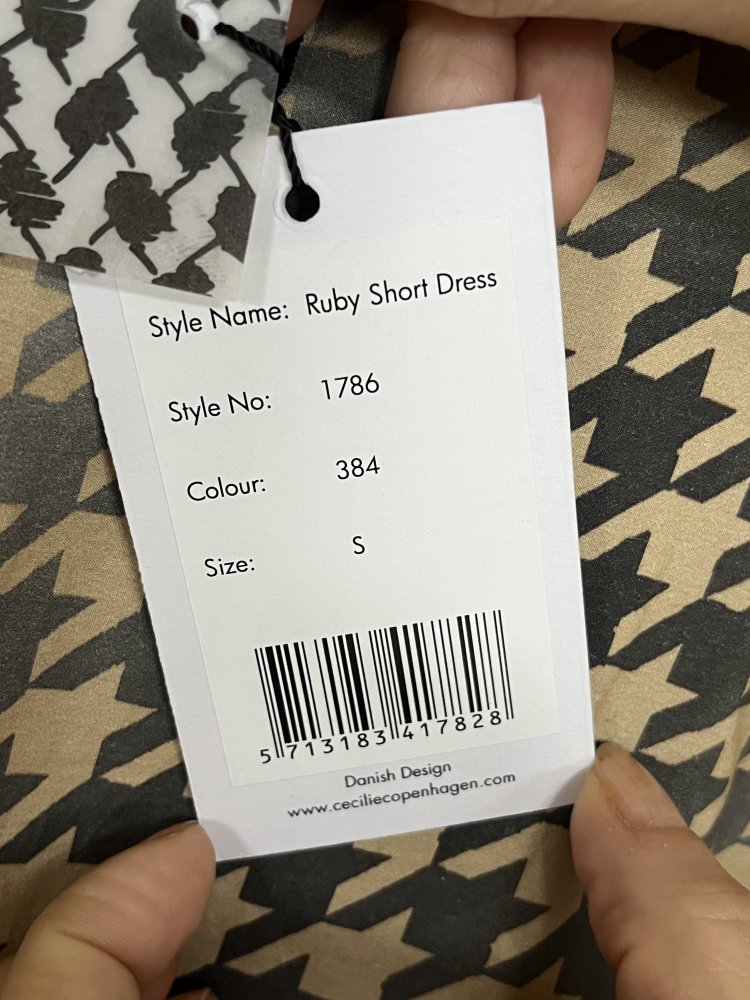 Style Name: Ruby Short Dress
Style No: 1786
Colour: 384
Size: S
5 713183 417828
Danish Design
www.ceciliecopenhagen.com